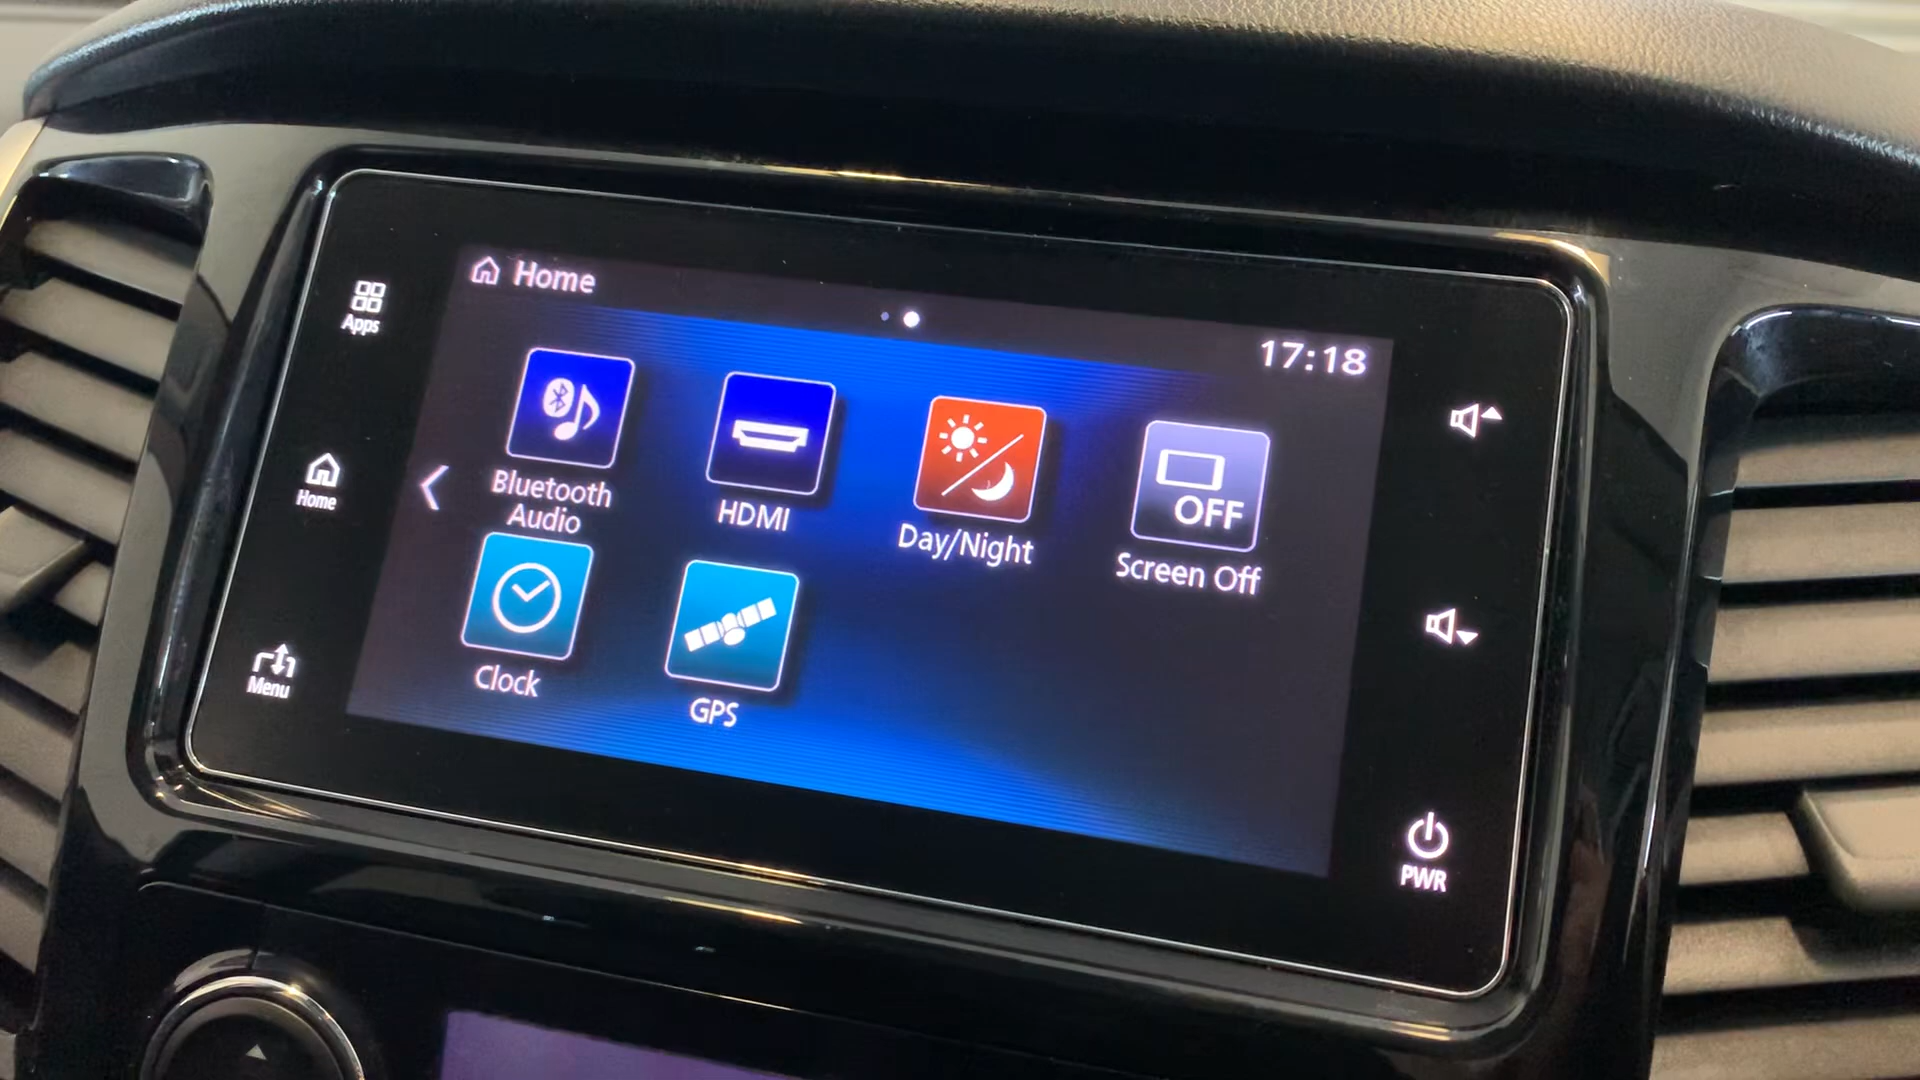 Home
17:18
Apps
Home
Menu
Bluetooth
Audio
HDMI
Day/Night
OFF
Screen Off
Clock
GPS
PWR